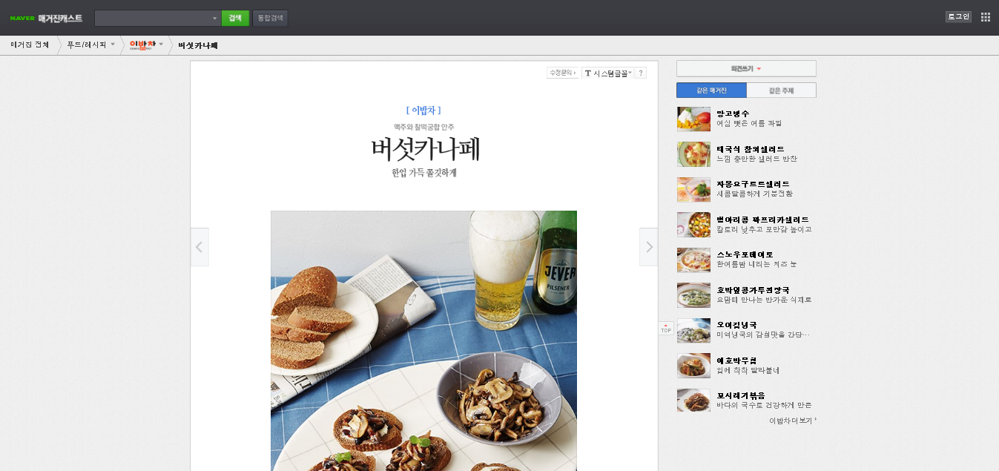 NAVER 매거진캐스트
검색
통합검색
로그인
매거진 전체
푸드/레시피
이밥차
버섯카나페
수정문의
T 시스템글꼴
?
[ 이밥차 ]
맥주와 찰떡궁합 안주
버섯카나페
한입 가득 쫄깃하게
JEVER
PILSENER
TOP
의견쓰기
같은 매거진
같은 주제
망고빙수
여심 뺏은 여름 과일
태국식 참외샐러드
느낌 충만한 샐러드 반찬
자몽요구르트샐러드
새콤달콤하게 기분전환
병아리콩 파프리카샐러드
칼로리 낮추고 포만감 높이고
스노우포테이토
한여름밤 내리는 치즈 눈
호박잎콩가루된장국
요맘때 만나는 반가운 식재료
오이김냉국
미역냉국의 감칠맛을 간단…
애호박무침
입에 착착 달라붙네
꼬시래기볶음
바다의 국수로 건강하게 만든
이밥차더보기